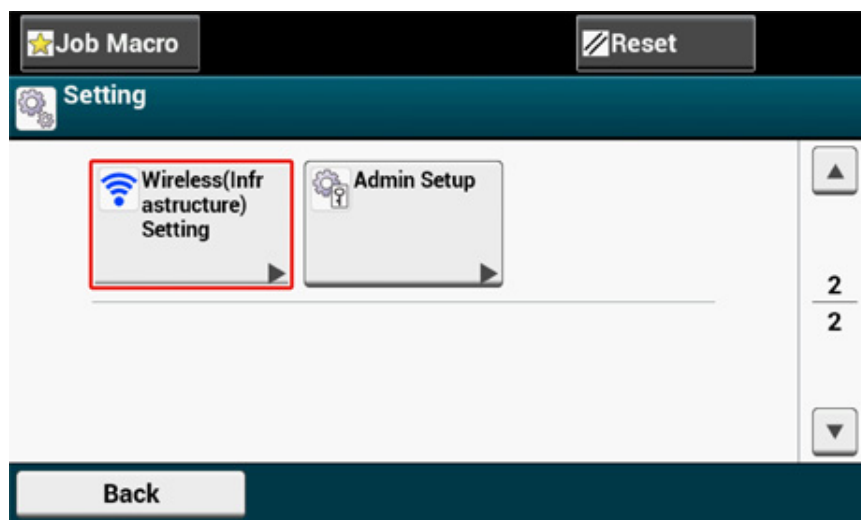 Job Macro
Reset
Setting
Wireless(Infr
astructure)
Setting
Admin Setup
2
2
Back